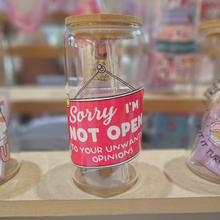 Sorry I'M
NOT OPEN
TO YOUR UNWANT
OPINIONS